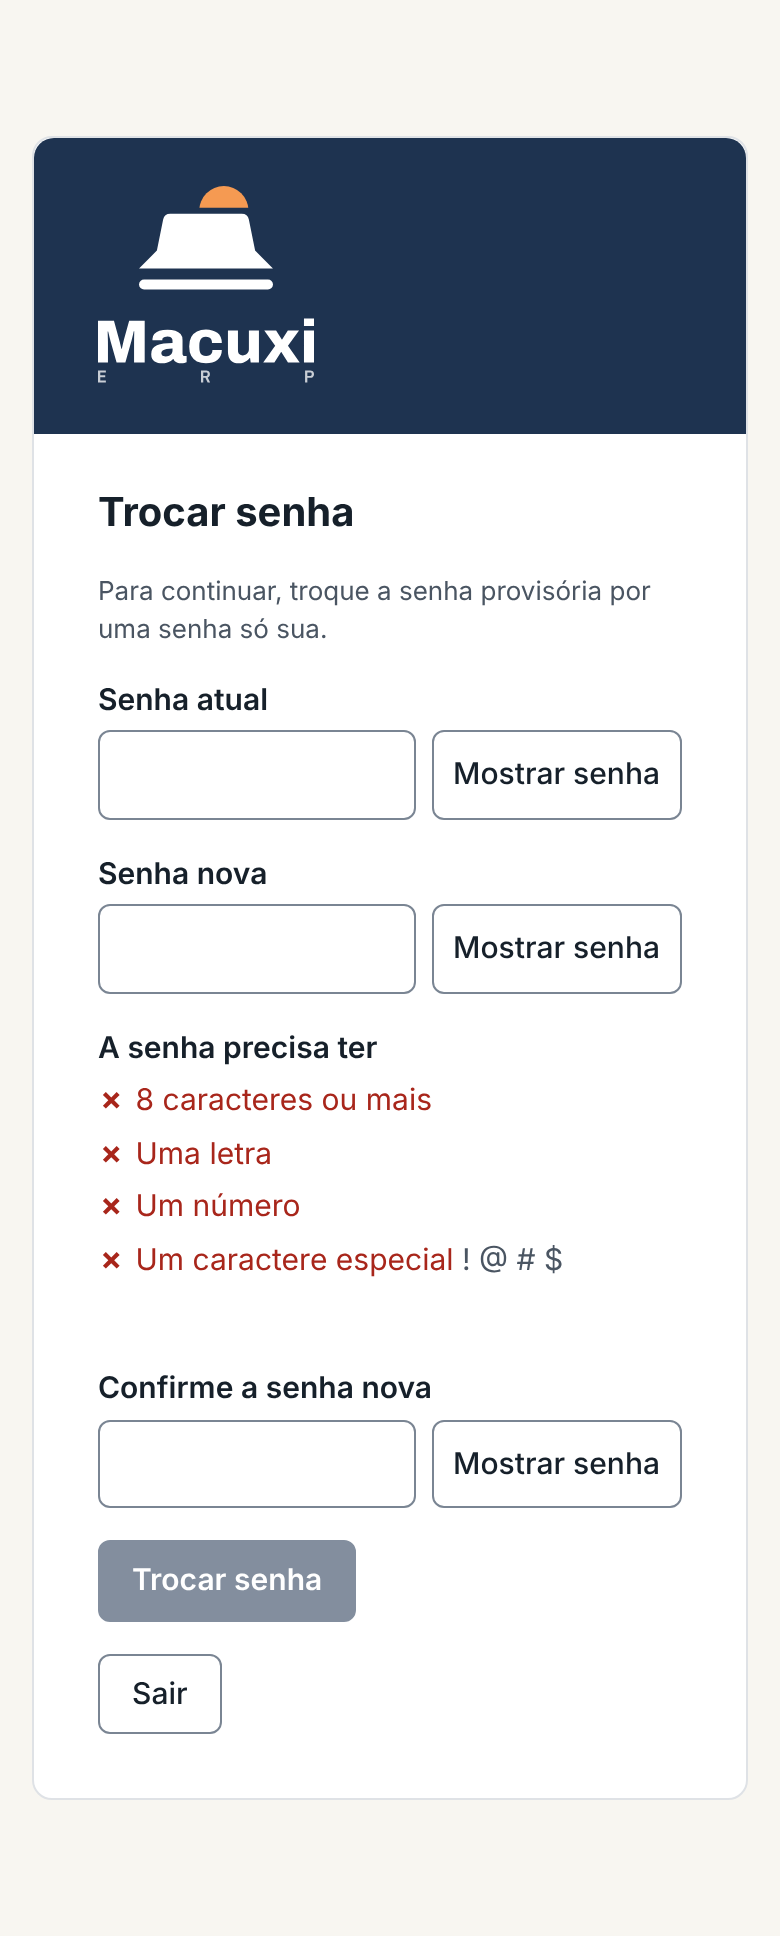 Macuxi
E R P
Trocar senha
Para continuar, troque a senha provisória por
uma senha só sua.
Senha atual
Mostrar senha
Senha nova
Mostrar senha
A senha precisa ter
× 8 caracteres ou mais
× Uma letra
× Um número
× Um caractere especial ! @ # $
Confirme a senha nova
Mostrar senha
Trocar senha
Sair